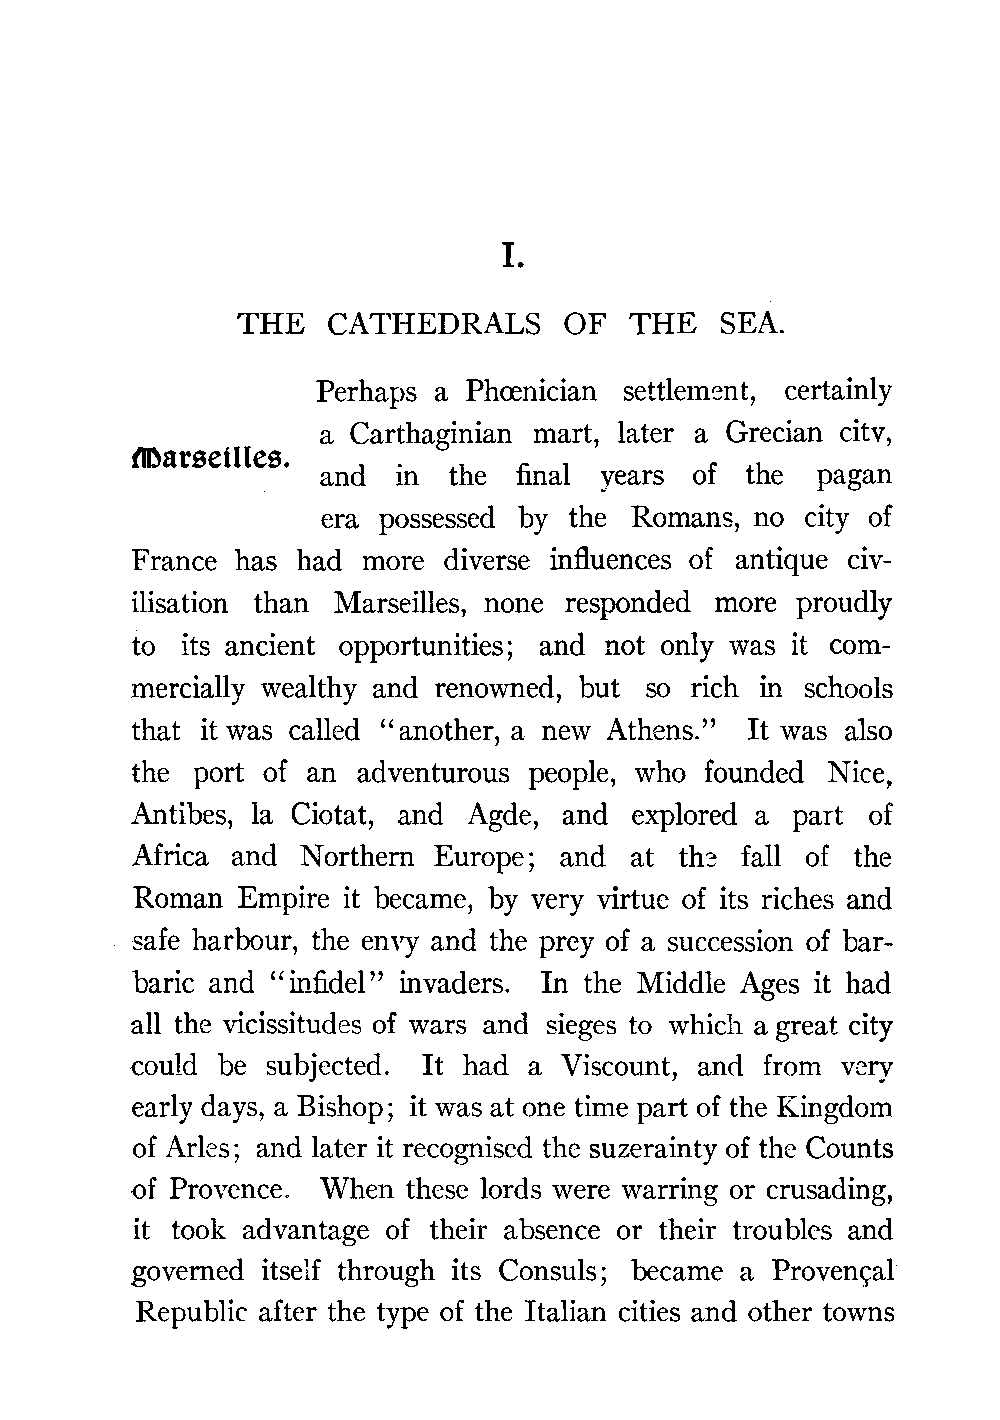 I.
THE CATHEDRALS OF THE SEA.
Marseilles.
Perhaps a Phœnician settlement, certainly
a Carthaginian mart, later a Grecian city,
and in the final years of the pagan
era possessed by the Romans, no city of
France has had more diverse influences of antique civ-
ilisation than Marseilles, none responded more proudly
to its ancient opportunities; and not only was it com-
mercially wealthy and renowned, but so rich in schools
that it was called “another, a new Athens.” It was also
the port of an adventurous people, who founded Nice,
Antibes, la Ciotat, and Agde, and explored a part of
Africa and Northern Europe; and at the fall of the
Roman Empire it became, by very virtue of its riches and
safe harbour, the envy and the prey of a succession of bar-
baric and “infidel” invaders. In the Middle Ages it had
all the vicissitudes of wars and sieges to which a great city
could be subjected. It had a Viscount, and from very
early days, a Bishop; it was at one time part of the Kingdom
of Arles; and later it recognised the suzerainty of the Counts
of Provence. When these lords were warring or crusading,
it took advantage of their absence or their troubles and
governed itself through its Consuls; became a Provençal
Republic after the type of the Italian cities and other towns